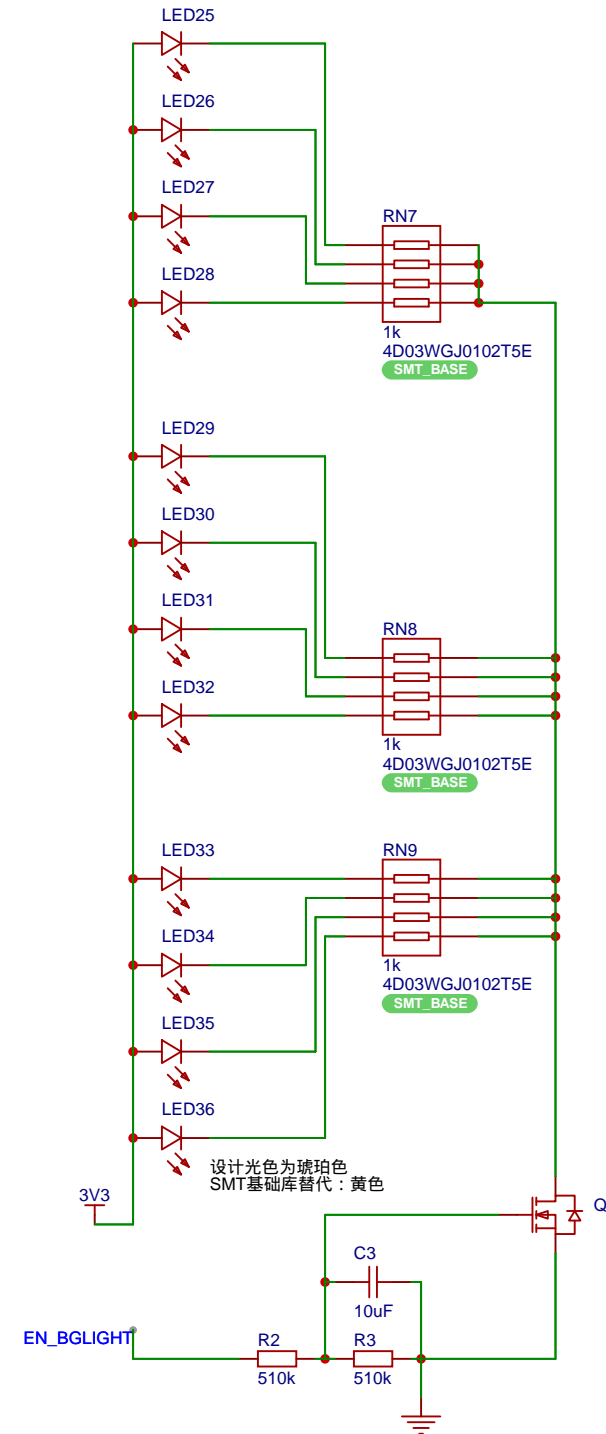 LED25
LED26
LED27
RN7
LED28
1k
4D03WGJ0102T5E
SMT_BASE
LED29
LED30
LED31
RN8
LED32
1k
4D03WGJ0102T5E
SMT_BASE
LED33
RN9
LED34
1k
4D03WGJ0102T5E
SMT_BASE
LED35
LED36
设计光色为琥珀色
SMT基础库替代：黄色
3V3
Q
C3
10uF
EN_BGLIGHT
R2
R3
510k
510k